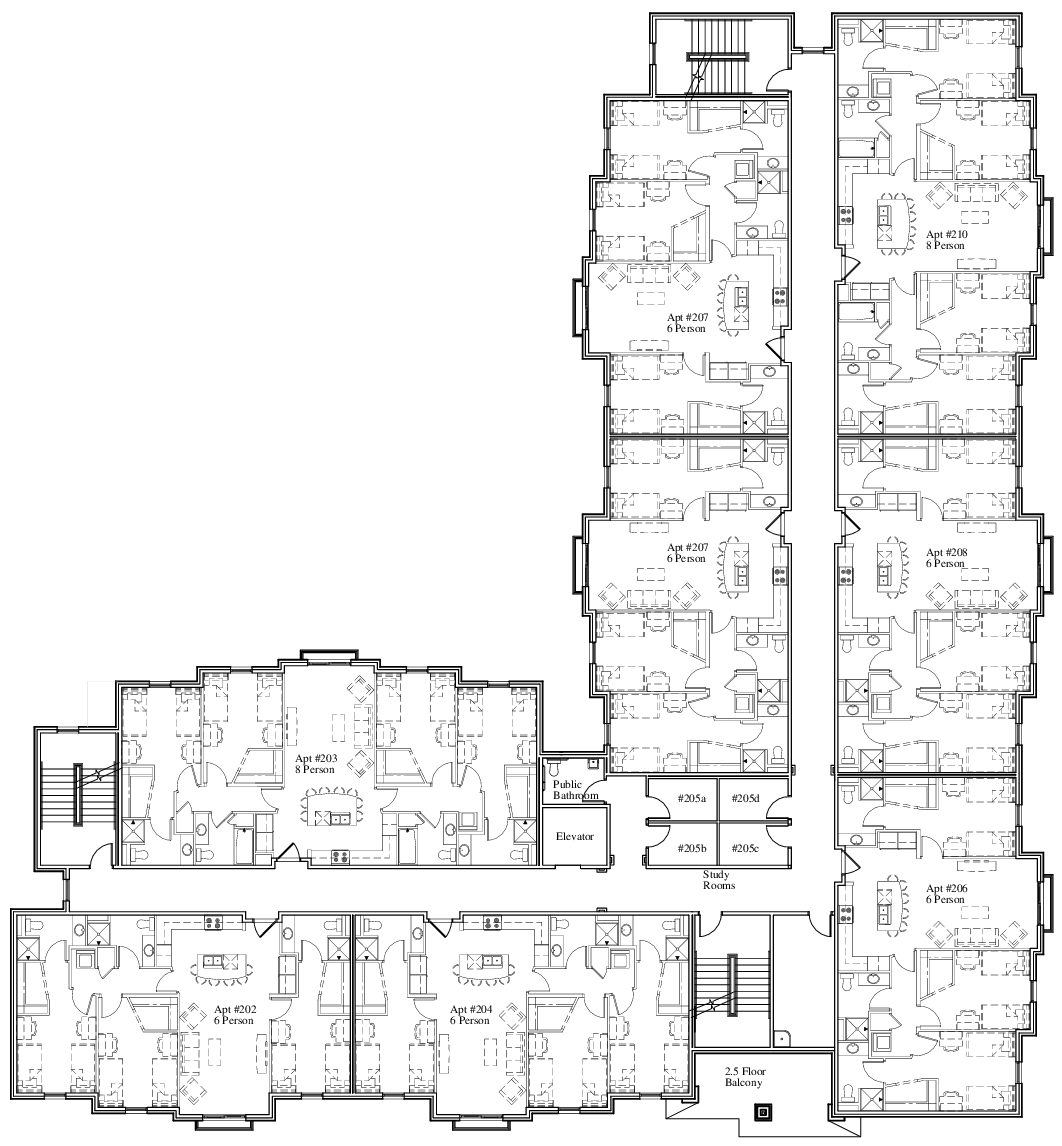 Apt #210
8 Person
Apt #207
6 Person
Apt #207
6 Person
Apt #208
6 Person
Apt #203
8 Person
Public
Bathroom
#205a
#205d
Elevator
#205b
#205c
Study
Rooms
Apt #206
6 Person
Apt #202
6 Person
Apt #204
6 Person
2.5 Floor
Balcony